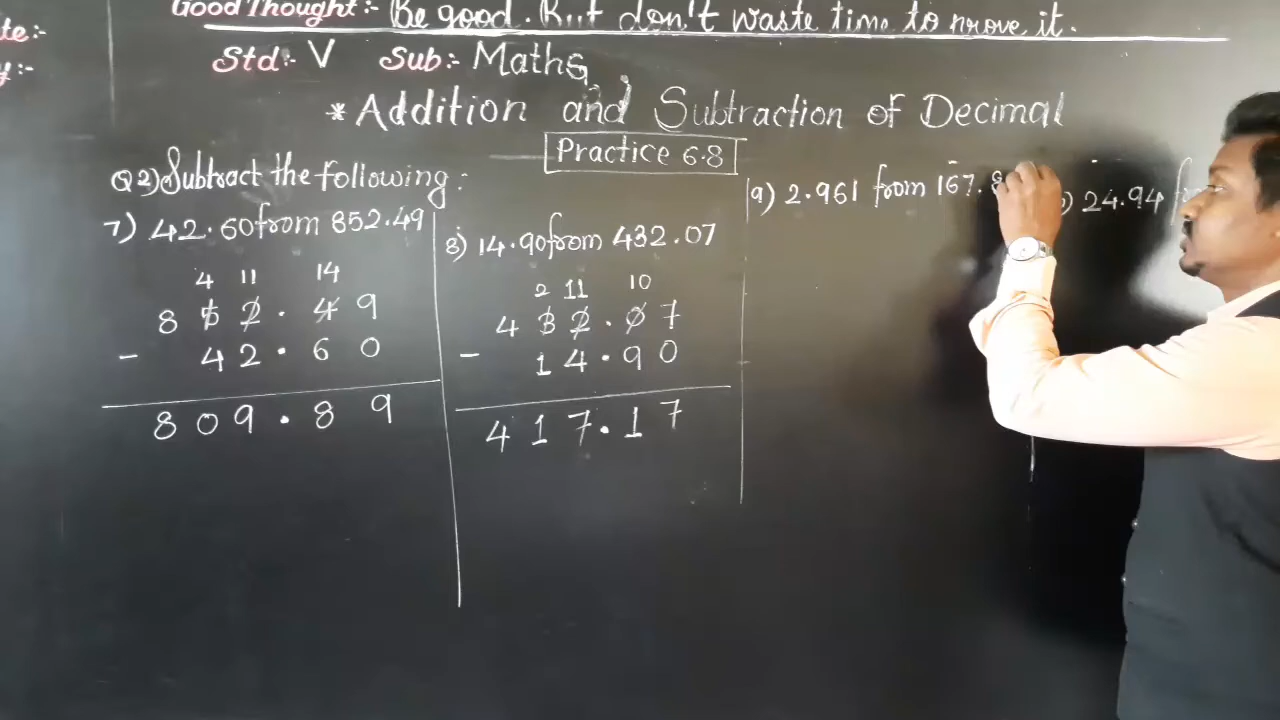 te:-
Good Thought:- Be good. But don't waste time to prove it.
y:-
Std:- V Sub:- Maths
* Addition and Subtraction of Decimal
Practice 6.8
Q2) Subtract the following:
7) 42.60 from 852.49
4 11 14
8 5 2 . 4 9
- 4 2 . 6 0
8 0 9 . 8 9
8) 14.90 from 432.07
2 11 10
4 3 2 . 0 7
- 1 4 . 9 0
4 1 7 . 1 7
9) 2.961 from 167.8
) 24.94